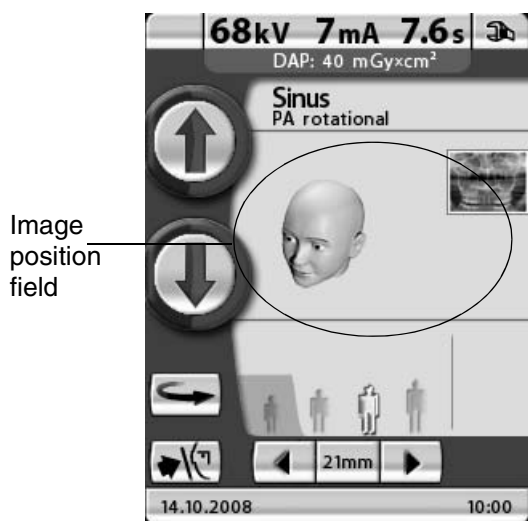 68kV 7mA 7.6s
DAP: 40 mGy×cm²
Sinus
PA rotational
Image
position
field
21mm
14.10.2008 10:00